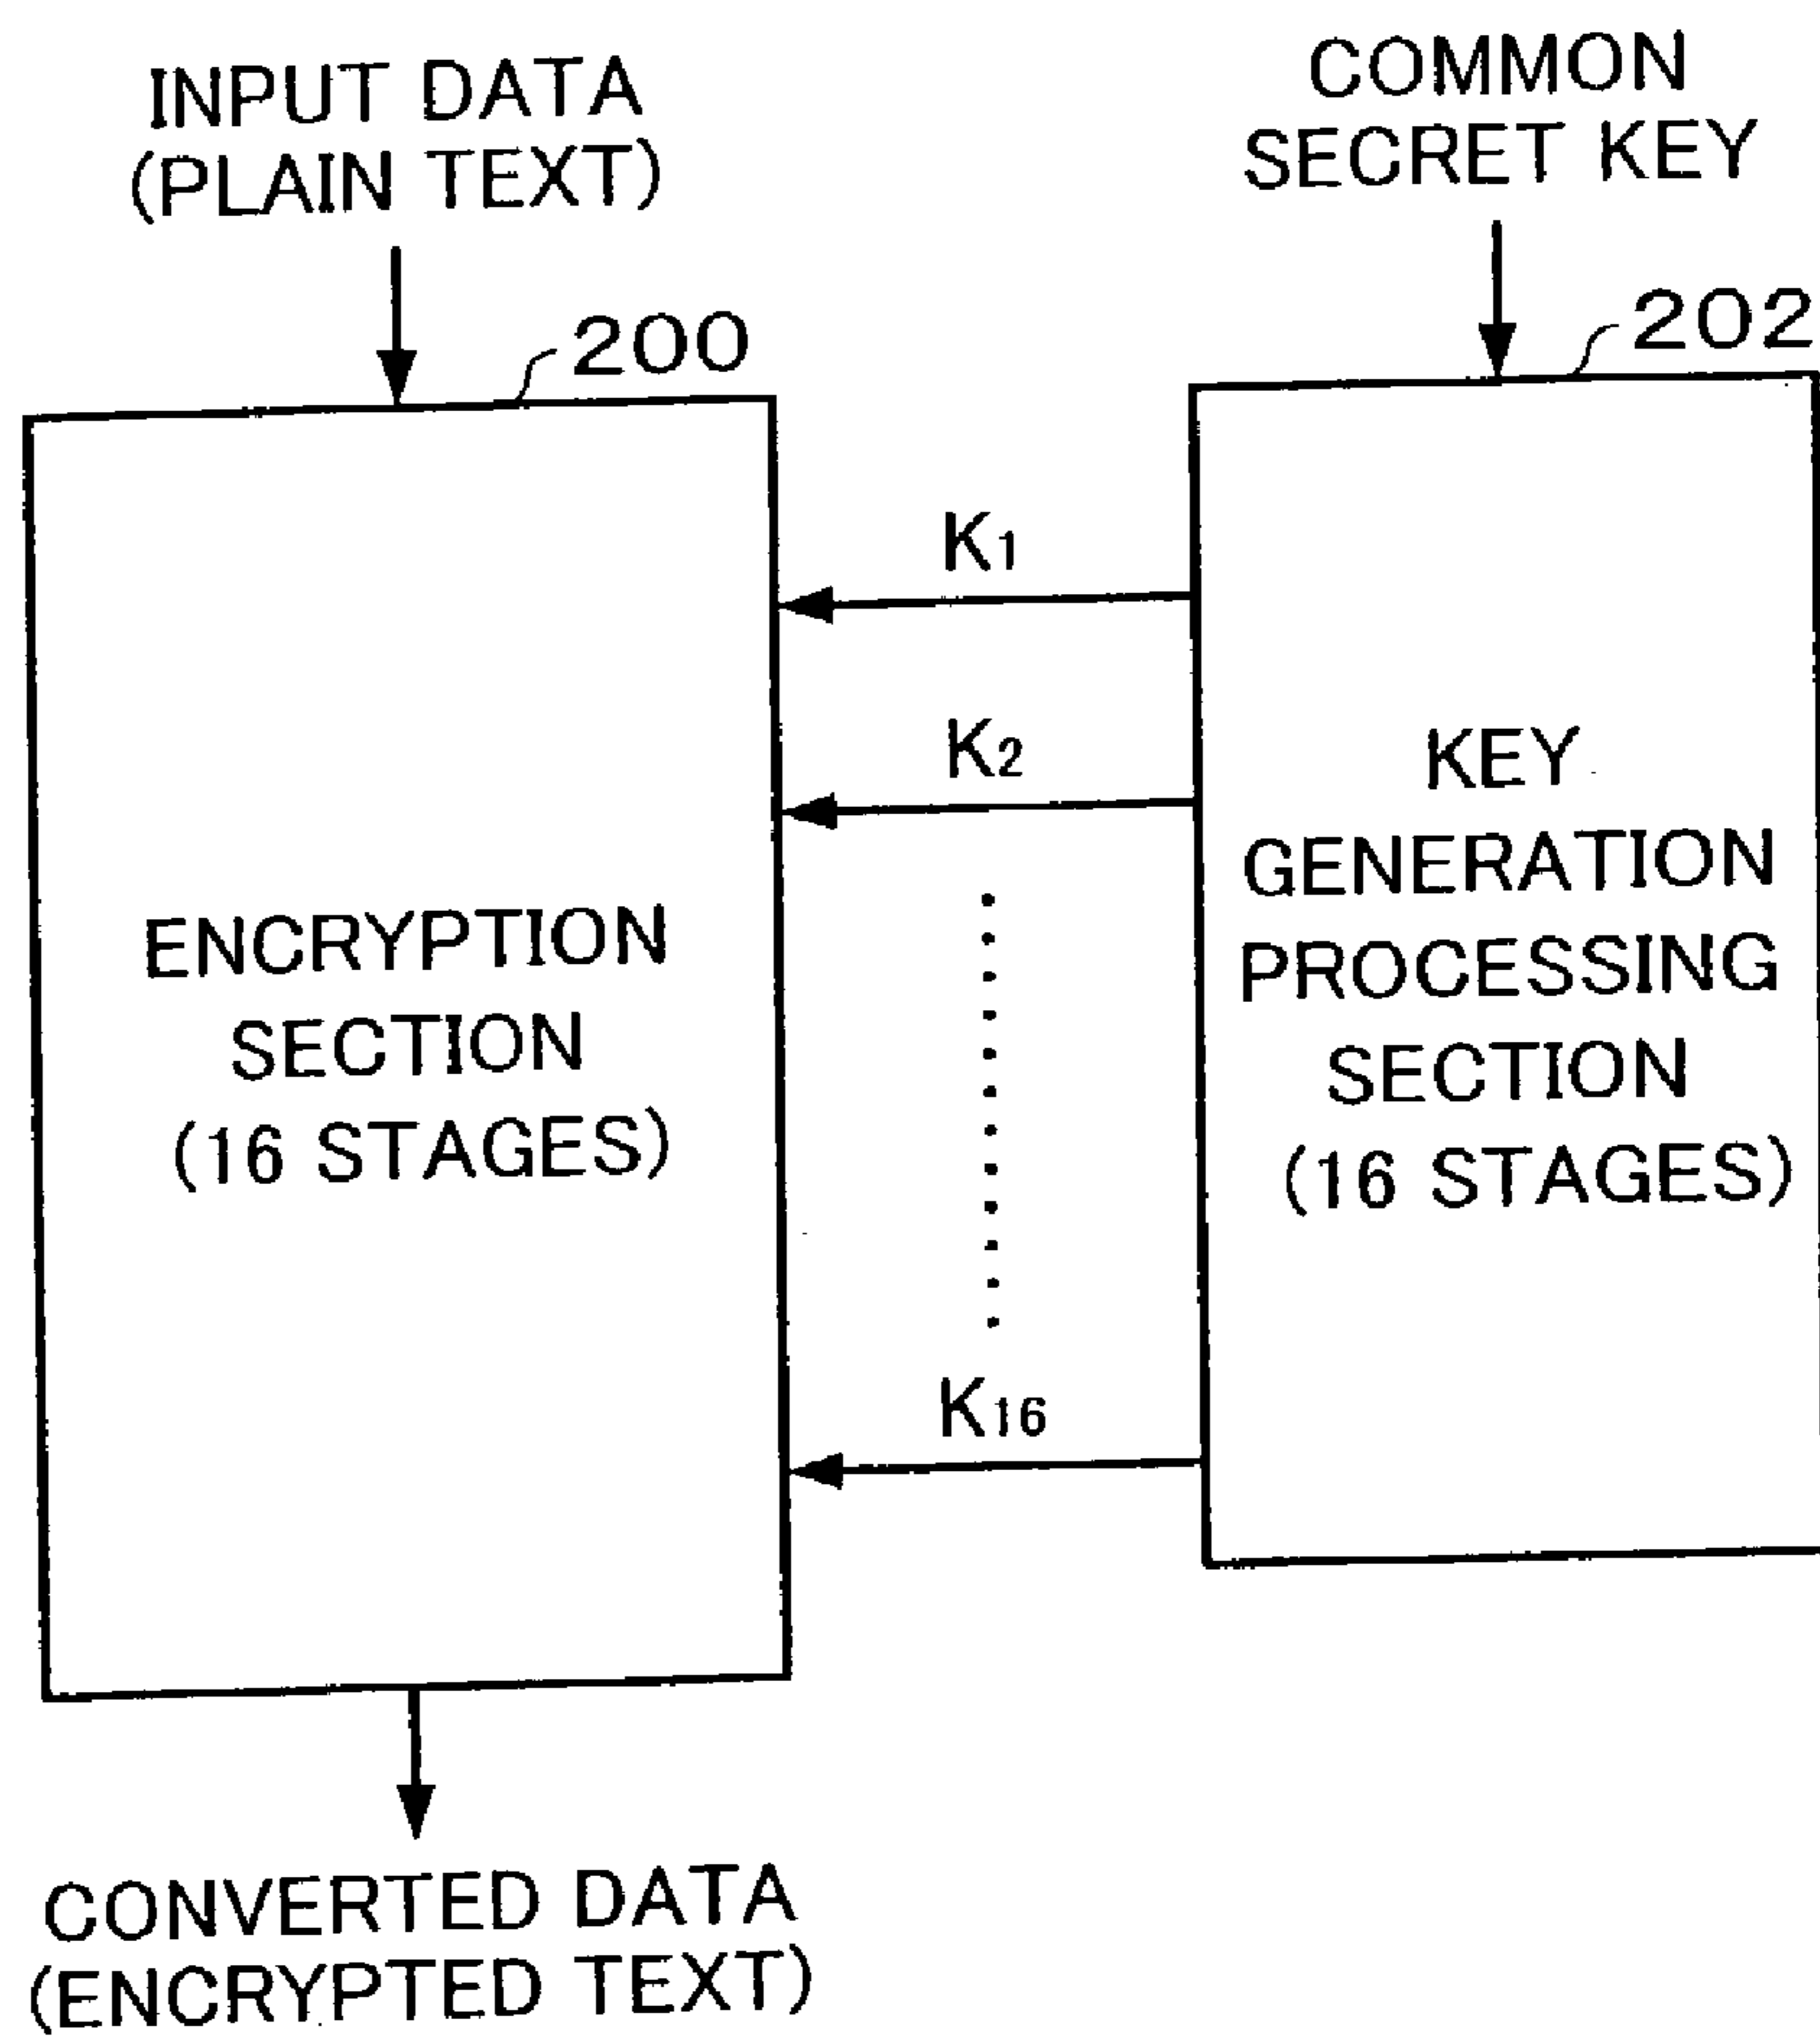 INPUT DATA
(PLAIN TEXT)
COMMON
SECRET KEY
200
202
K1
K2
K16
ENCRYPTION
SECTION
(16 STAGES)
KEY
GENERATION
PROCESSING
SECTION
(16 STAGES)
CONVERTED DATA
(ENCRYPTED TEXT)